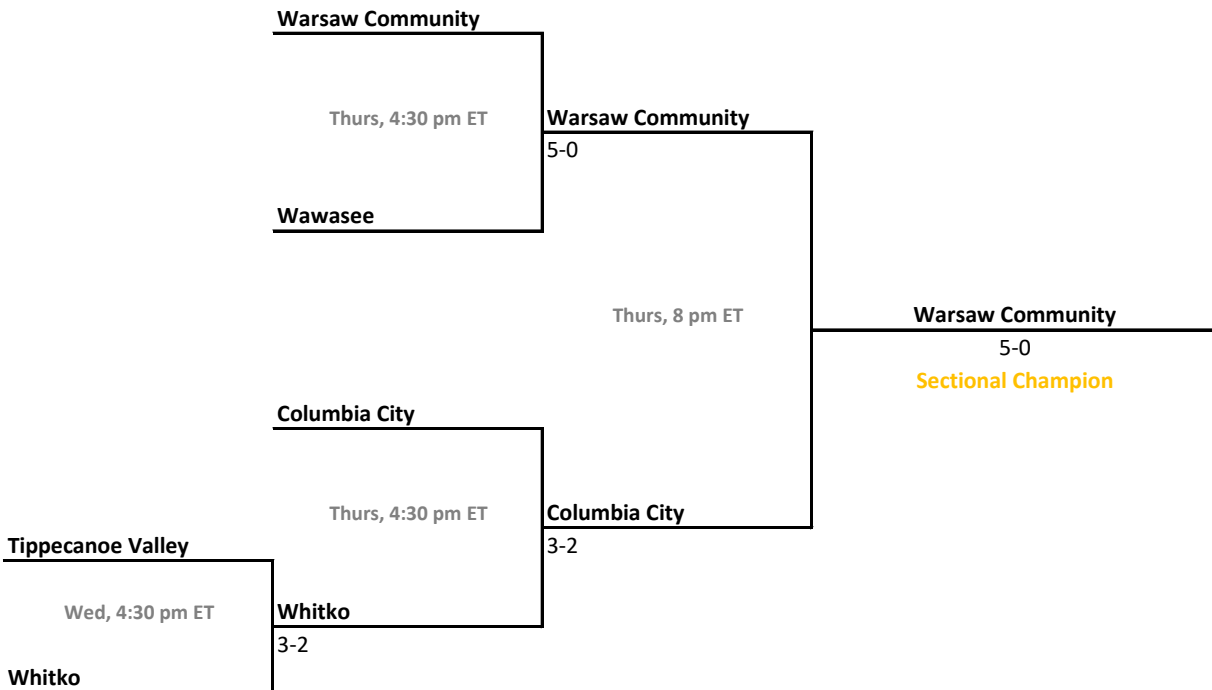 Warsaw Community
Thurs, 4:30 pm ET
Warsaw Community
5-0
Wawasee
Thurs, 8 pm ET
Warsaw Community
5-0
Sectional Champion
Columbia City
Thurs, 4:30 pm ET
Columbia City
3-2
Tippecanoe Valley
Wed, 4:30 pm ET
Whitko
3-2
Whitko